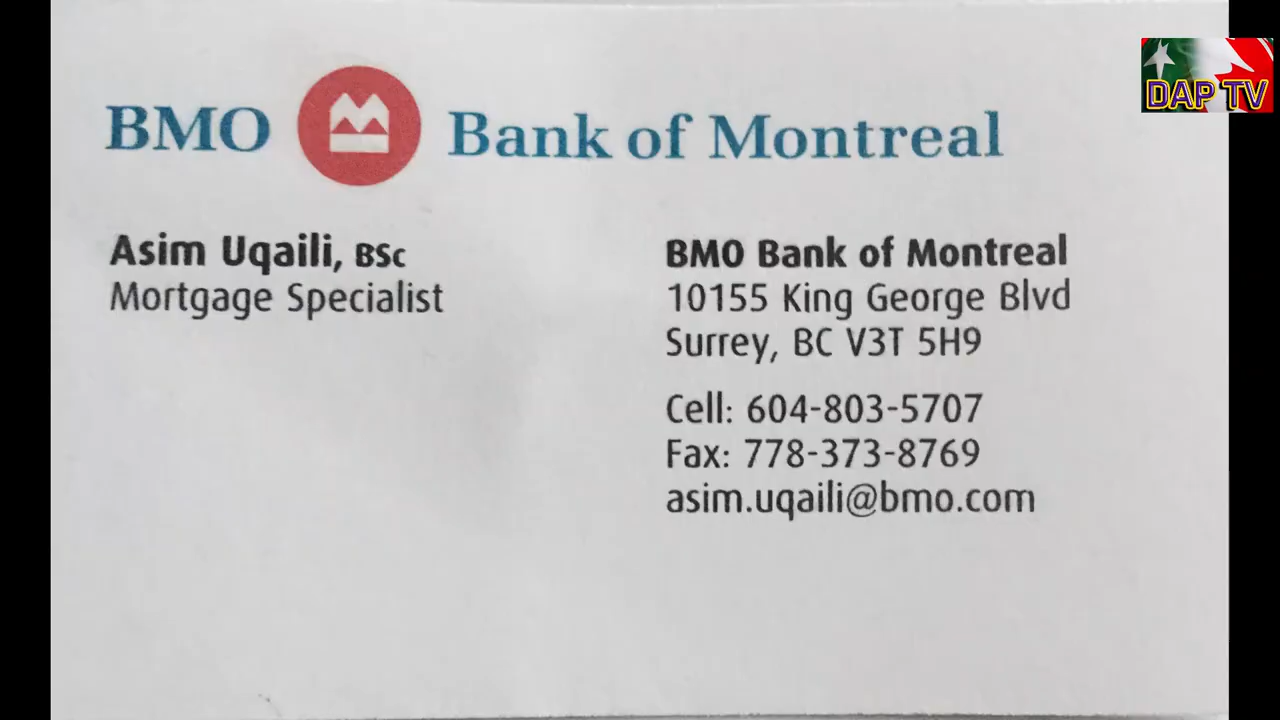 BMO Bank of Montreal
DAP TV
Asim Uqaili, BSc
Mortgage Specialist
BMO Bank of Montreal
10155 King George Blvd
Surrey, BC V3T 5H9
Cell: 604-803-5707
Fax: 778-373-8769
asim.uqaili@bmo.com